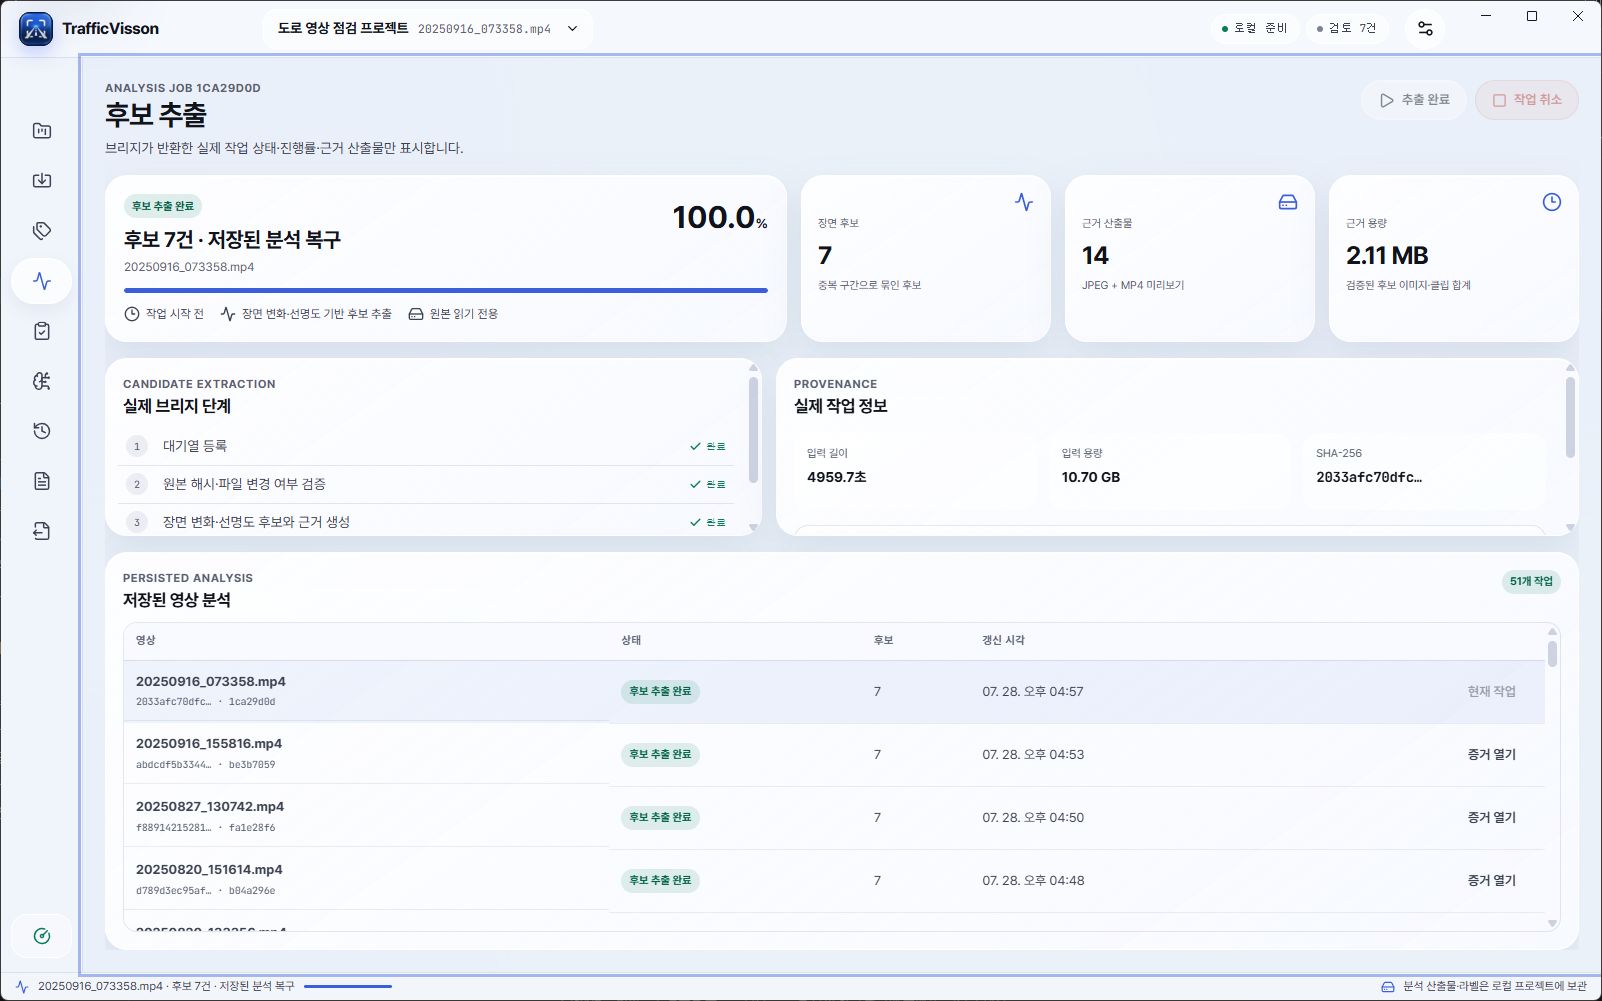 TrafficVisson
도로 영상 점검 프로젝트 20250916_073358.mp4
로컬 준비
검토 7건
ANALYSIS JOB 1CA29D0D
후보 추출
브리지가 반환한 실제 작업 상태·진행률·근거 산출물만 표시합니다.
추출 완료
작업 취소
후보 추출 완료
100.0%
후보 7건 · 저장된 분석 복구
20250916_073358.mp4
작업 시작 전
장면 변화·선명도 기반 후보 추출
원본 읽기 전용
장면 후보
7
중복 구간으로 묶인 후보
근거 산출물
14
JPEG + MP4 미리보기
근거 용량
2.11 MB
검증된 후보 이미지·클립 합계
CANDIDATE EXTRACTION
실제 브리지 단계
1 대기열 등록 완료
2 원본 해시·파일 변경 여부 검증 완료
3 장면 변화·선명도 후보와 근거 생성 완료
PROVENANCE
실제 작업 정보
입력 길이
4959.7초
입력 용량
10.70 GB
SHA-256
2033afc70dfc…
PERSISTED ANALYSIS
저장된 영상 분석
51개 작업
영상 상태 후보 갱신 시각
20250916_073358.mp4
2033afc70dfc… · 1ca29d0d
후보 추출 완료 7 07. 28. 오후 04:57 현재 작업
20250916_155816.mp4
abdcdf5b3344… · be3b7059
후보 추출 완료 7 07. 28. 오후 04:53 증거 열기
20250827_130742.mp4
f88914215281… · fa1e28f6
후보 추출 완료 7 07. 28. 오후 04:50 증거 열기
20250820_151614.mp4
d789d3ec95af… · b04a296e
후보 추출 완료 7 07. 28. 오후 04:48 증거 열기
20250916_073358.mp4 · 후보 7건 · 저장된 분석 복구
분석 산출물·라벨은 로컬 프로젝트에 보관